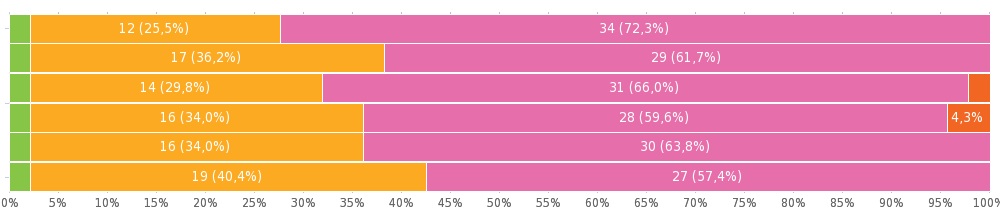 12 (25,5%) 34 (72,3%)
17 (36,2%) 29 (61,7%)
14 (29,8%) 31 (66,0%)
16 (34,0%) 28 (59,6%) 4,3%
16 (34,0%) 30 (63,8%)
19 (40,4%) 27 (57,4%)
0% 5% 10% 15% 20% 25% 30% 35% 40% 45% 50% 55% 60% 65% 70% 75% 80% 85% 90% 95% 100%